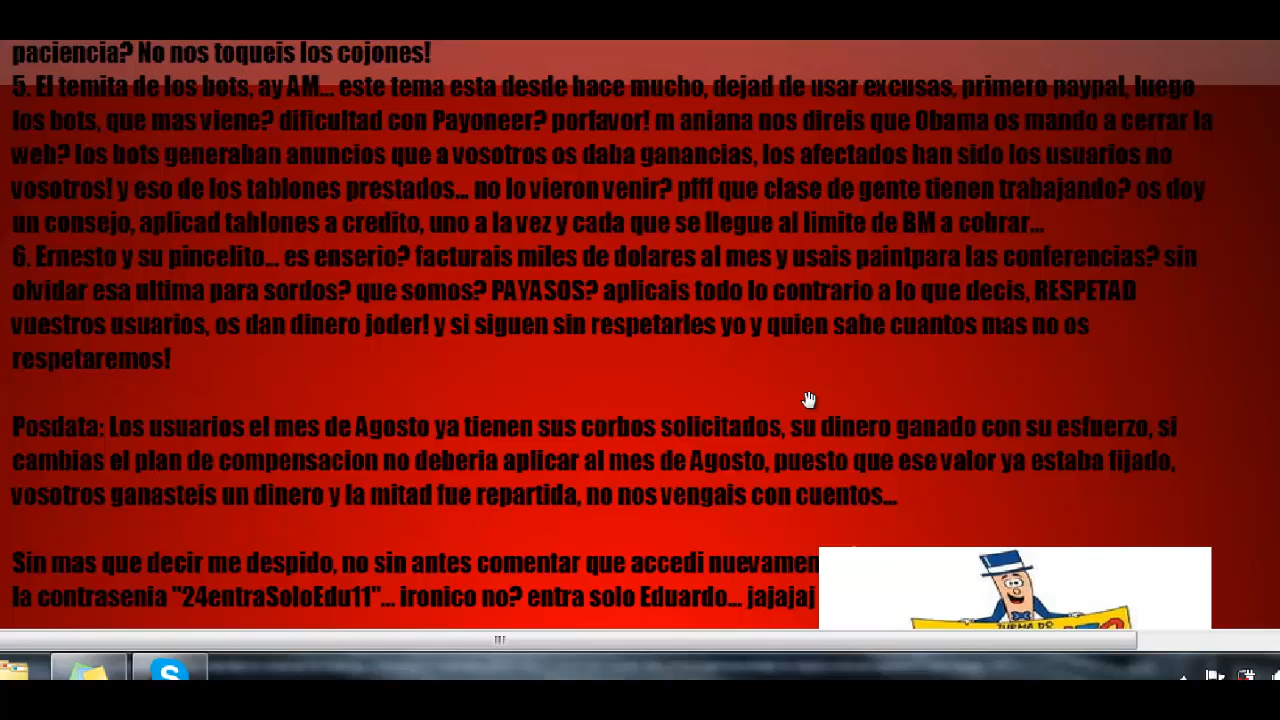 paciencia? No nos toqueis los cojones!
5. El temita de los bots, ay AM... este tema esta desde hace mucho, dejad de usar excusas, primero paypal, luego
los bots, que mas viene? dificultad con Payoneer? porfavor! m aniana nos direis que Obama os mando a cerrar la
web? los bots generaban anuncios que a vosotros os daba ganancias, los afectados han sido los usuarios no
vosotros! y eso de los tablones prestados... no lo vieron venir? pfff que clase de gente tienen trabajando? os doy
un consejo, aplicad tablones a credito, uno a la vez y cada que se llegue al limite de BM a cobrar...
6. Ernesto y su pincelito... es enserio? facturais miles de dolares al mes y usais paintpara las conferencias? sin
olvidar esa ultima para sordos? que somos? PAYASOS? aplicais todo lo contrario a lo que decis, RESPETAD
vuestros usuarios, os dan dinero joder! y si siguen sin respetarles yo y quien sabe cuantos mas no os
respetaremos!
Posdata: Los usuarios el mes de Agosto ya tienen sus corbos solicitados, su dinero ganado con su esfuerzo, si
cambias el plan de compensacion no deberia aplicar al mes de Agosto, puesto que ese valor ya estaba fijado,
vosotros ganasteis un dinero y la mitad fue repartida, no nos vengais con cuentos...
Sin mas que decir me despido, no sin antes comentar que accedi nuevamen
la contrasenia "24entraSoloEdu11"... ironico no? entra solo Eduardo... jajajaj
TURMA DO